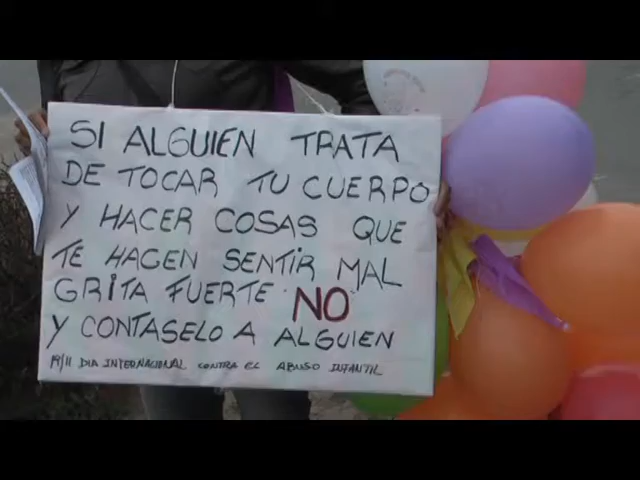 SI ALGUIEN TRATA
DE TOCAR TU CUERPO
Y HACER COSAS QUE
TE HACEN SENTIR MAL
GRITA FUERTE NO
Y CONTASELO A ALGUIEN
19/11 DIA INTERNACIONAL CONTRA EL ABUSO INFANTIL